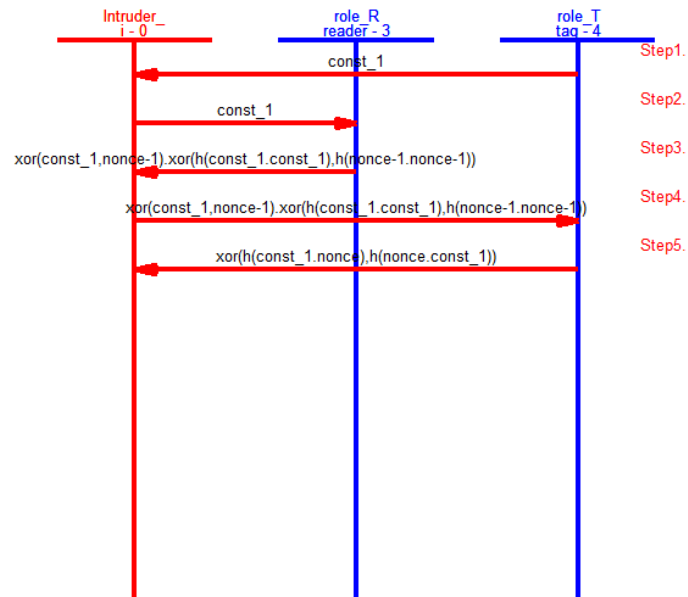 Intruder_
i - 0
role_R
reader - 3
role_T
tag - 4
Step1.
const_1
Step2.
const_1
Step3.
xor(const_1,nonce-1).xor(h(const_1.const_1),h(nonce-1.nonce-1))
Step4.
xor(const_1,nonce-1).xor(h(const_1.const_1),h(nonce-1.nonce-1))
Step5.
xor(h(const_1.nonce),h(nonce.const_1))